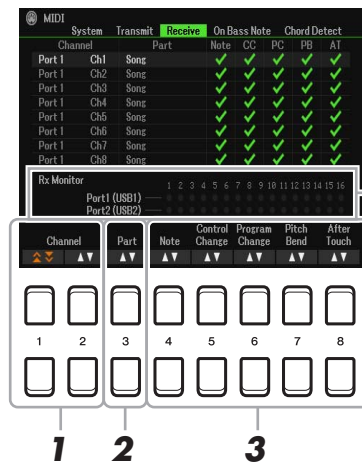 MIDI
System Transmit Receive On Bass Note Chord Detect
Channel Part Note CC PC PB AT
Port 1 Ch1 Song
Port 1 Ch2 Song
Port 1 Ch3 Song
Port 1 Ch4 Song
Port 1 Ch5 Song
Port 1 Ch6 Song
Port 1 Ch7 Song
Port 1 Ch8 Song
Rx Monitor 1 2 3 4 5 6 7 8 9 10 11 12 13 14 15 16
Port1 (USB1)
Port2 (USB2)
Channel Part Note Control Change Program Change Pitch Bend After Touch
1 2 3 4 5 6 7 8
1 2 3